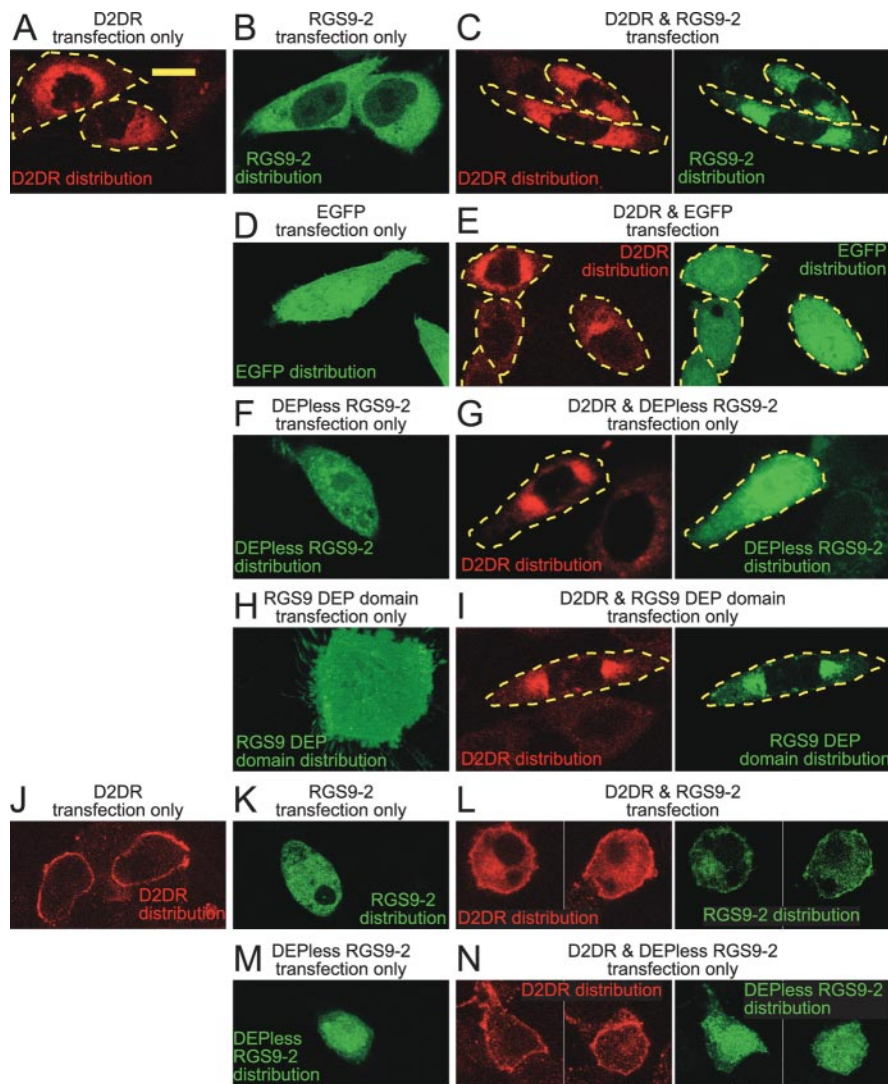 A
D2DR
transfection only
D2DR distribution
B
RGS9-2
transfection only
RGS9-2
distribution
C
D2DR & RGS9-2
transfection
D2DR distribution
RGS9-2
distribution
D
EGFP
transfection only
EGFP distribution
E
D2DR & EGFP
transfection
D2DR
distribution
EGFP
distribution
F
DEPless RGS9-2
transfection only
DEPless RGS9-2
distribution
G
D2DR & DEPless RGS9-2
transfection only
D2DR distribution
DEPless RGS9-2
distribution
H
RGS9 DEP domain
transfection only
RGS9 DEP
domain distribution
I
D2DR & RGS9 DEP domain
transfection only
D2DR distribution
RGS9 DEP
domain distribution
J
D2DR
transfection only
D2DR
distribution
K
RGS9-2
transfection only
RGS9-2
distribution
L
D2DR & RGS9-2
transfection
D2DR distribution
RGS9-2 distribution
M
DEPless RGS9-2
transfection only
DEPless
RGS9-2
distribution
N
D2DR & DEPless RGS9-2
transfection only
D2DR distribution
DEPless RGS9-2
distribution